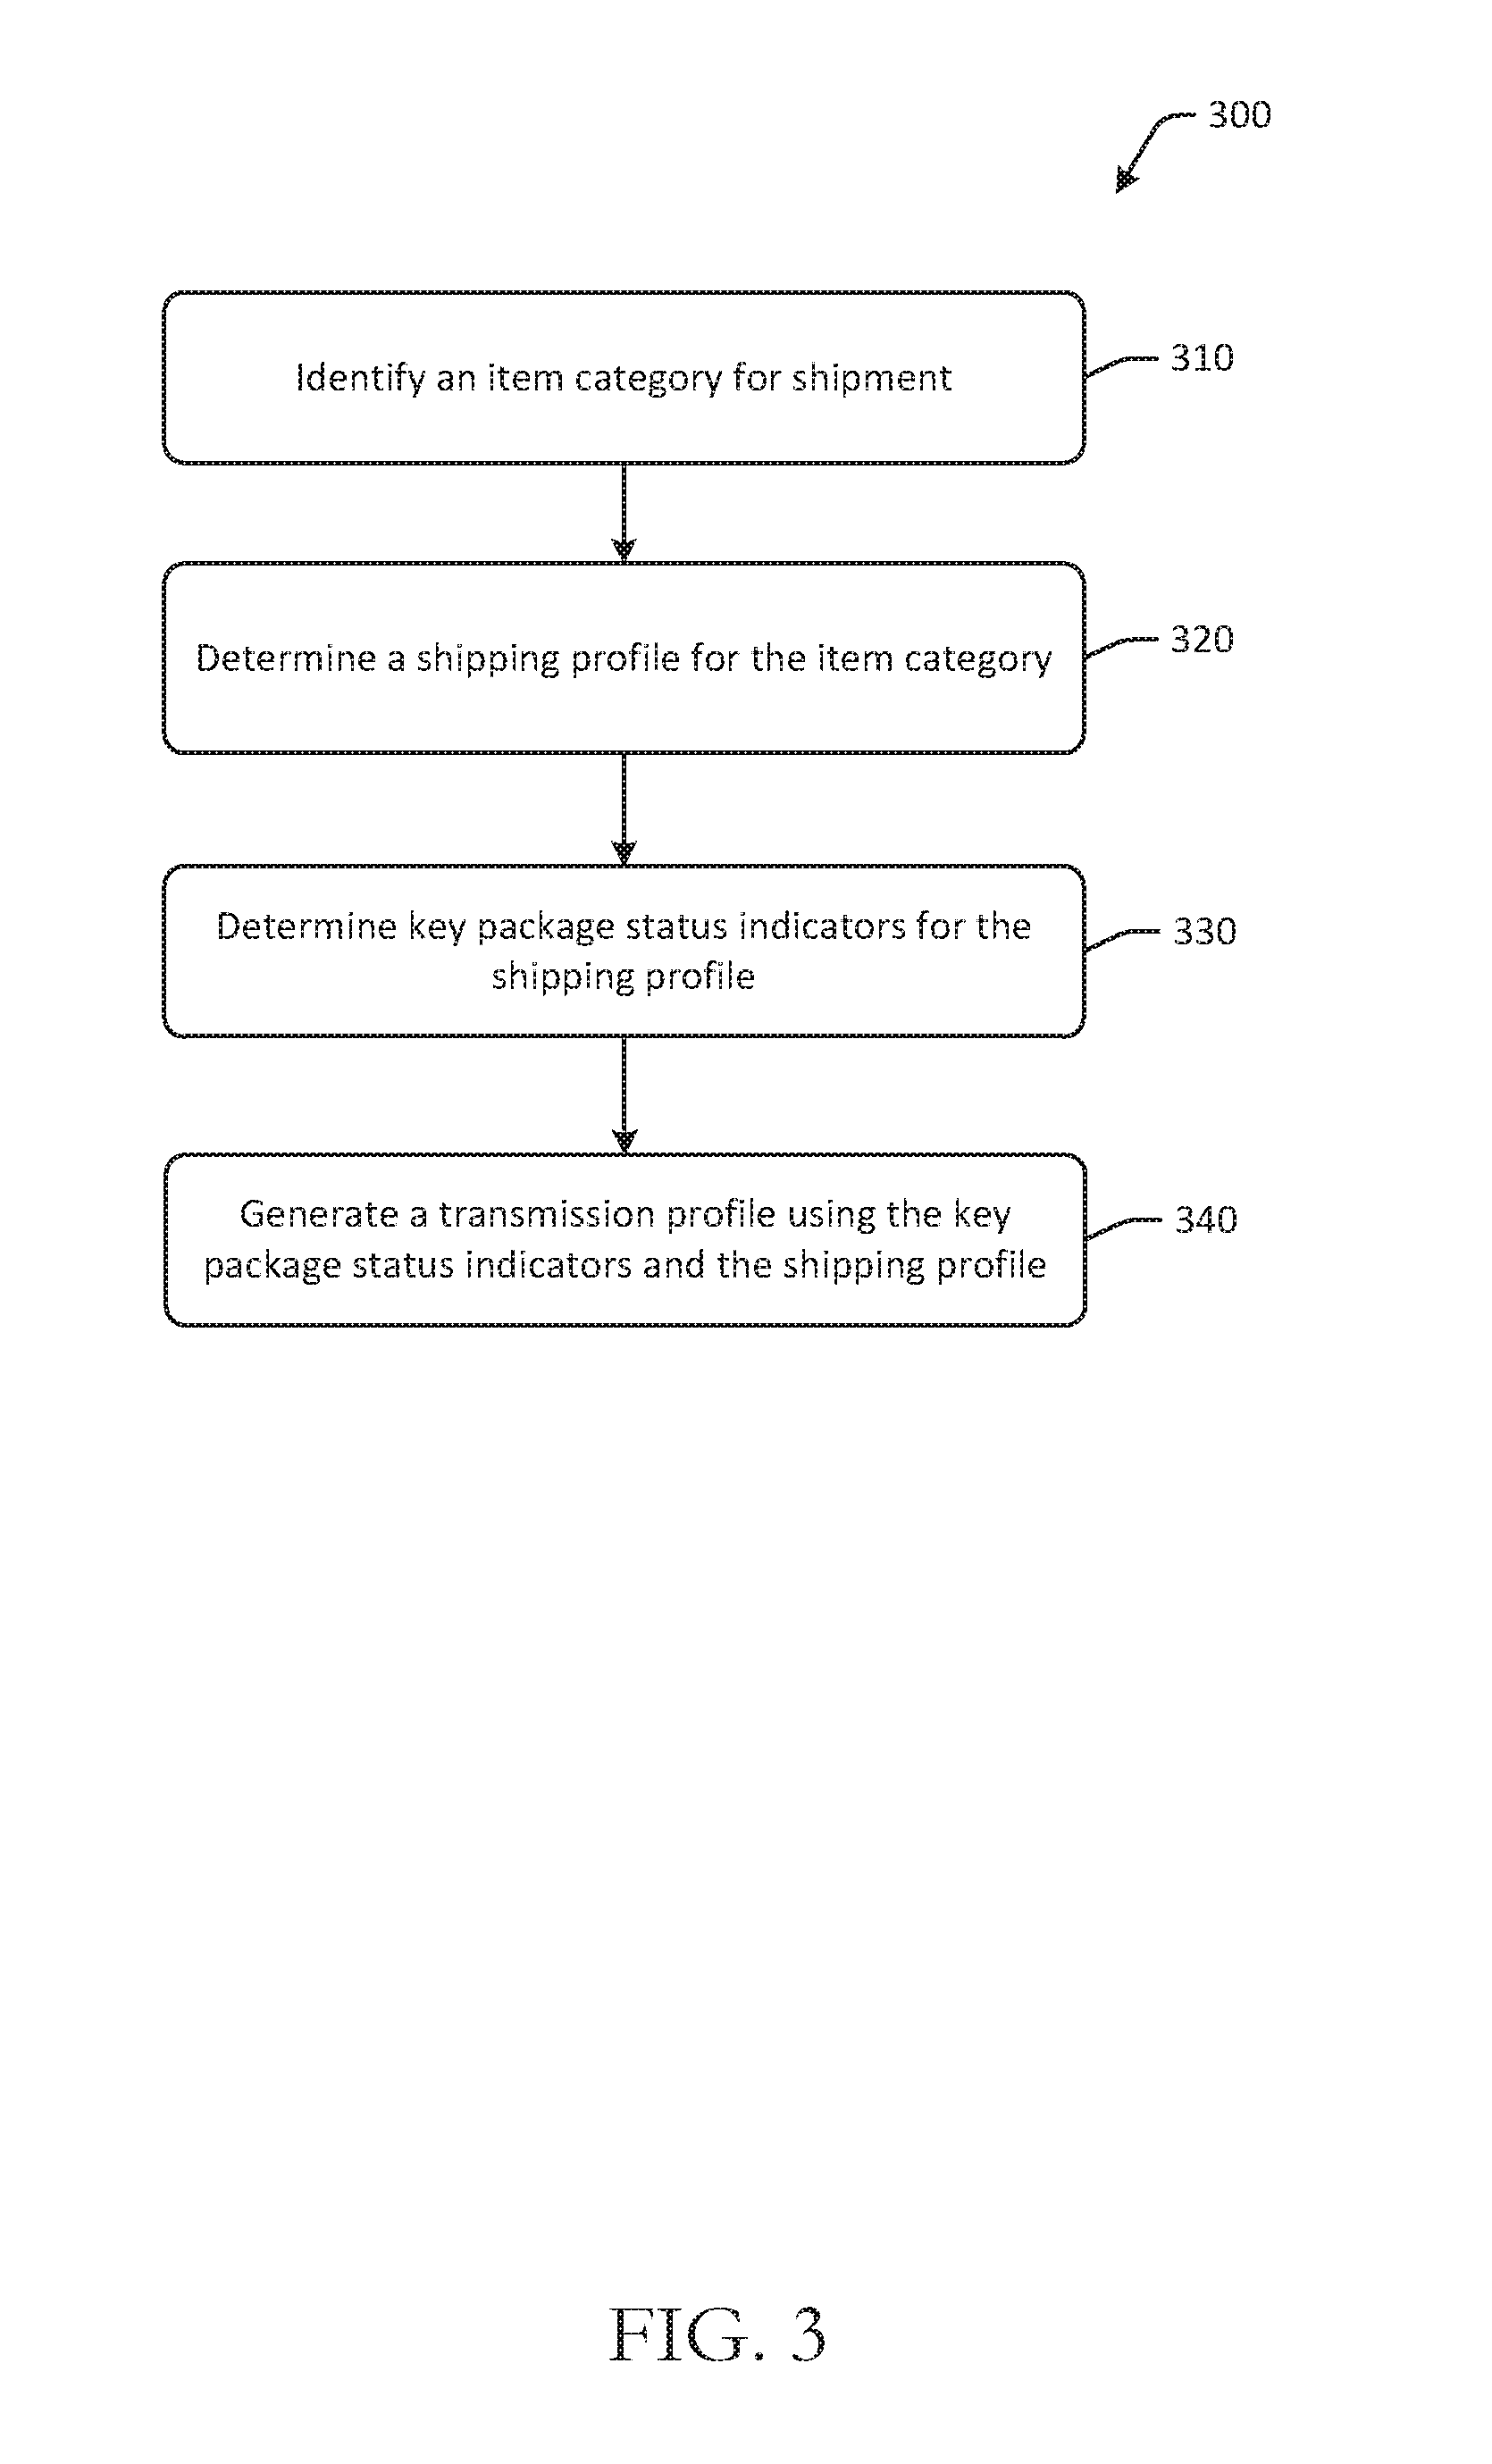 300
Identify an item category for shipment
310
Determine a shipping profile for the item category
320
Determine key package status indicators for the
shipping profile
330
Generate a transmission profile using the key
package status indicators and the shipping profile
340
FIG. 3